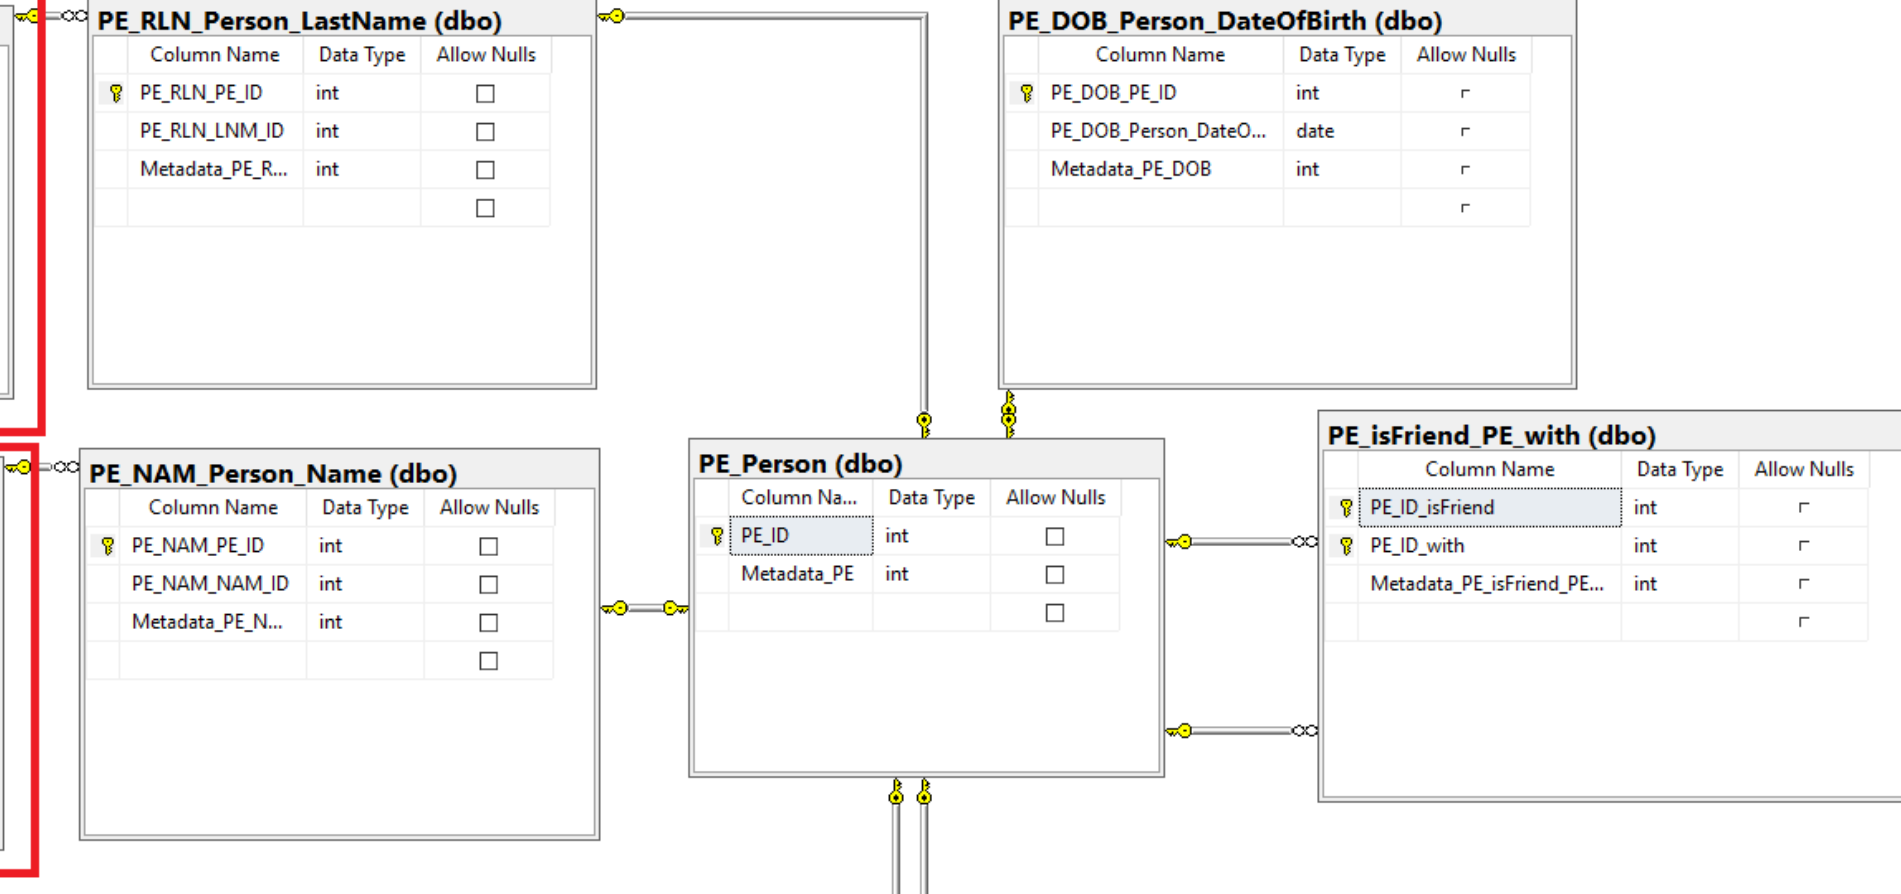 PE_RLN_Person_LastName (dbo)
Column Name Data Type Allow Nulls
PE_RLN_PE_ID int
PE_RLN_LNM_ID int
Metadata_PE_R... int
PE_DOB_Person_DateOfBirth (dbo)
Column Name Data Type Allow Nulls
PE_DOB_PE_ID int
PE_DOB_Person_DateO... date
Metadata_PE_DOB int
PE_NAM_Person_Name (dbo)
Column Name Data Type Allow Nulls
PE_NAM_PE_ID int
PE_NAM_NAM_ID int
Metadata_PE_N... int
PE_Person (dbo)
Column Na... Data Type Allow Nulls
PE_ID int
Metadata_PE int
PE_isFriend_PE_with (dbo)
Column Name Data Type Allow Nulls
PE_ID_isFriend int
PE_ID_with int
Metadata_PE_isFriend_PE... int